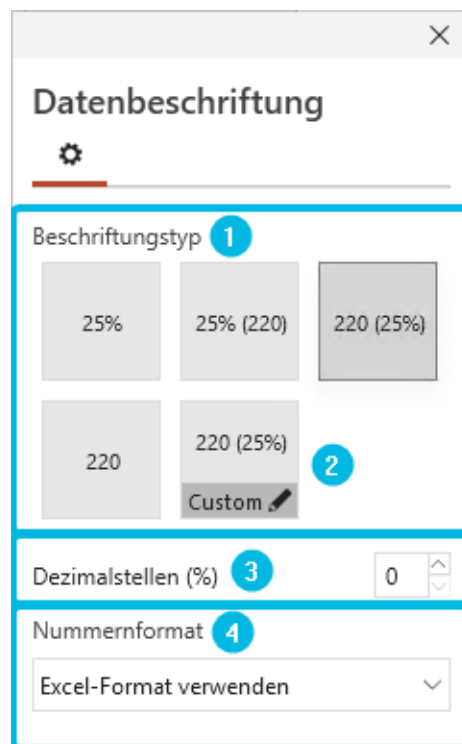 Datenbeschriftung
Beschriftungstyp 1
25% 25% (220) 220 (25%)
220 220 (25%) 2
Custom
Dezimalstellen (%) 3 0
Nummernformat 4
Excel-Format verwenden